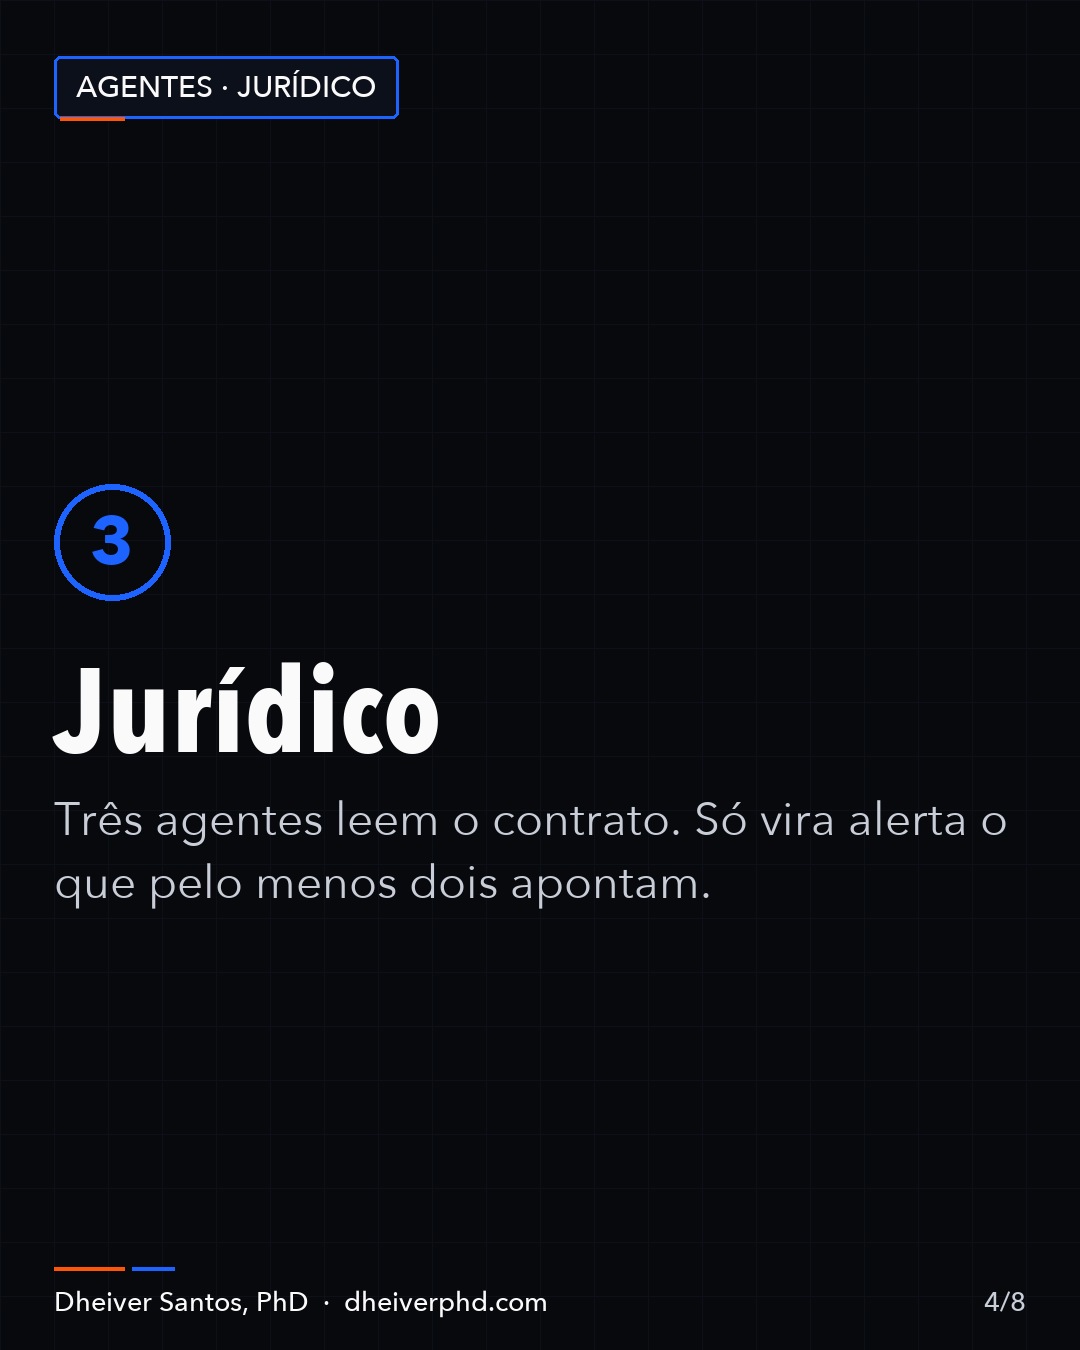 AGENTES · JURÍDICO
3
Jurídico
Três agentes leem o contrato. Só vira alerta o
que pelo menos dois apontam.
Dheiver Santos, PhD · dheiverphd.com
4/8